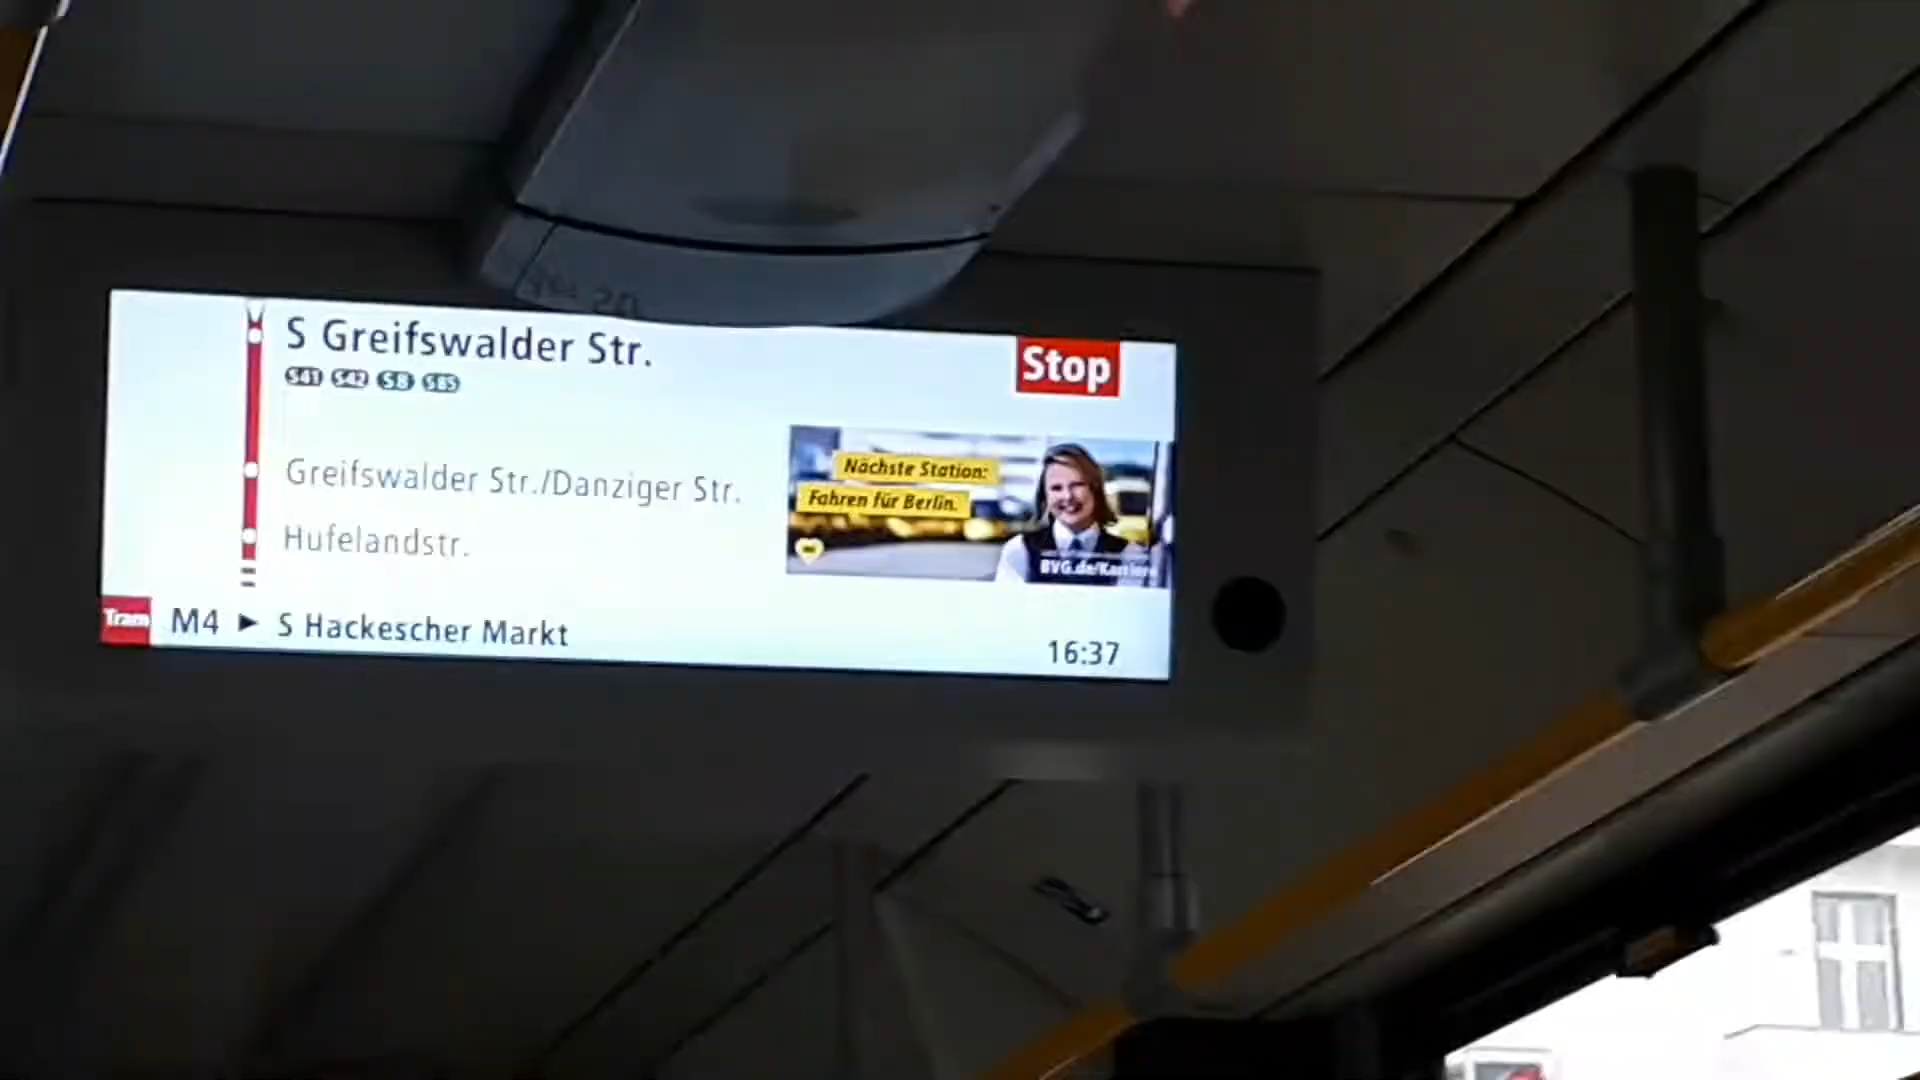 S Greifswalder Str.
S41 S42 S8 S85
Stop
Greifswalder Str./Danziger Str.
Hufelandstr.
Nächste Station:
Fahren für Berlin.
BVG.de/Karriere
Tram M4 ► S Hackescher Markt
16:37